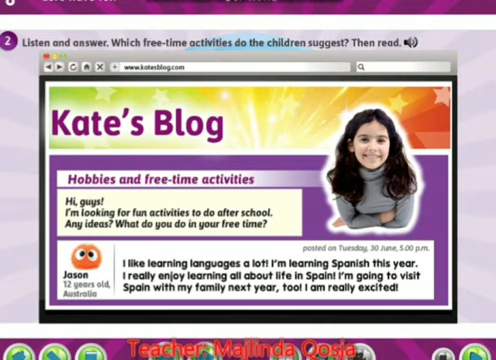 2 Listen and answer. Which free-time activities do the children suggest? Then read.
www.katesblog.com
Kate's Blog
Hobbies and free-time activities
Hi, guys!
I'm looking for fun activities to do after school.
Any ideas? What do you do in your free time?
posted on Tuesday, 30 June, 5.00 p.m.
I like learning languages a lot! I'm learning Spanish this year.
I really enjoy learning all about life in Spain! I'm going to visit
Spain with my family next year, too! I am really excited!
Jason
12 years old,
Australia
Teacher: Majlinda Qosja